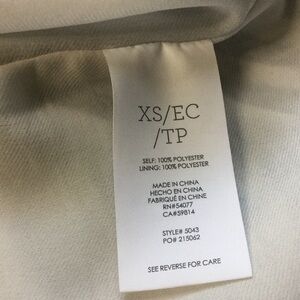 XS/EC
/TP
SELF: 100% POLYESTER
LINING: 100% POLYESTER
MADE IN CHINA
HECHO EN CHINA
FABRIQUÉ EN CHINE
RN#54077
CA#59814
STYLE# 5043
PO# 215062
SEE REVERSE FOR CARE